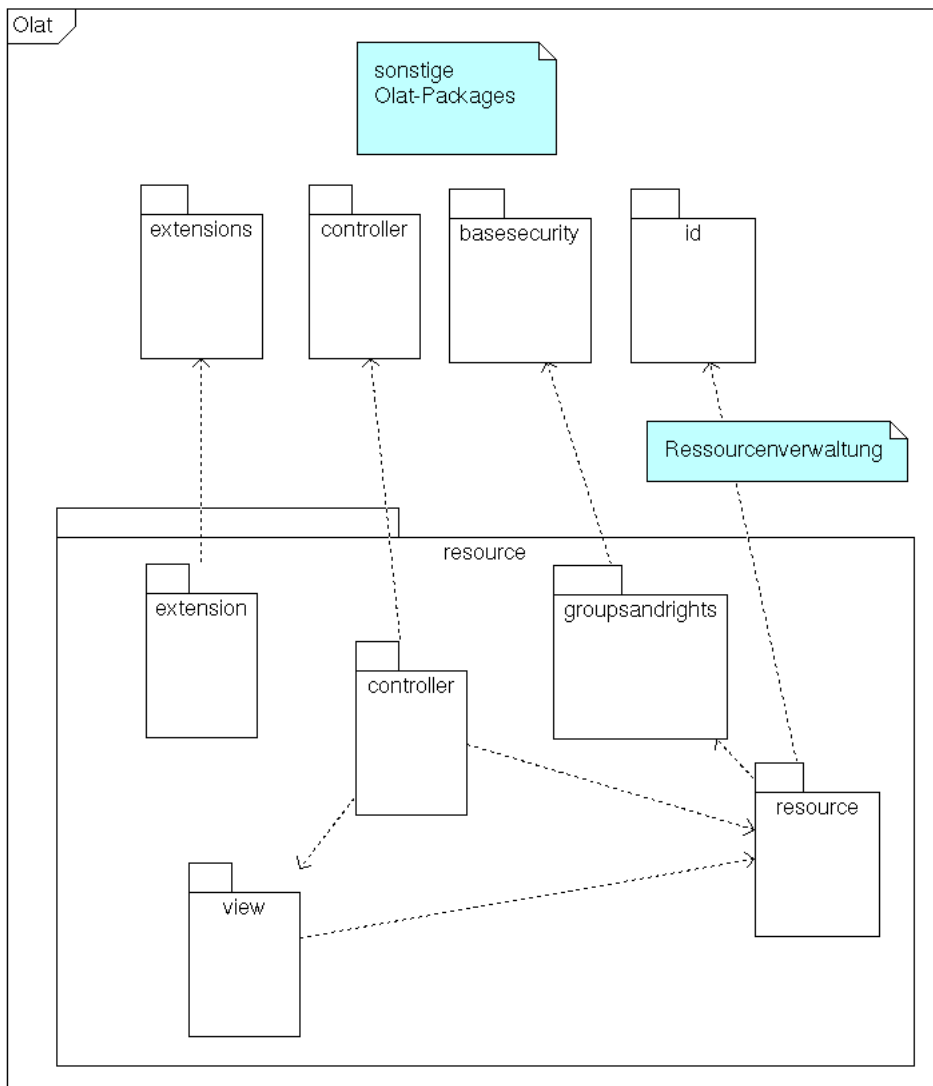 Olat
sonstige
Olat-Packages
extensions
controller
basesecurity
id
Ressourcenverwaltung
resource
extension
groupsandrights
controller
resource
view